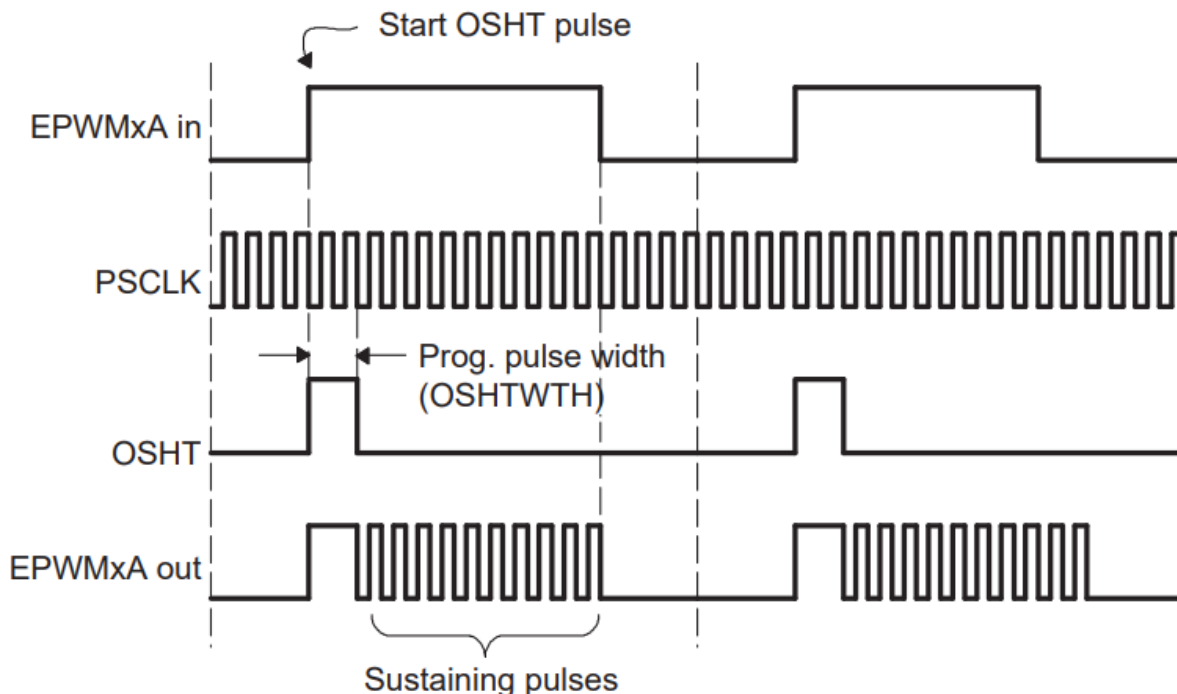 Start OSHT pulse
EPWMxA in
PSCLK
Prog. pulse width
(OSHTWTH)
OSHT
EPWMxA out
Sustaining pulses